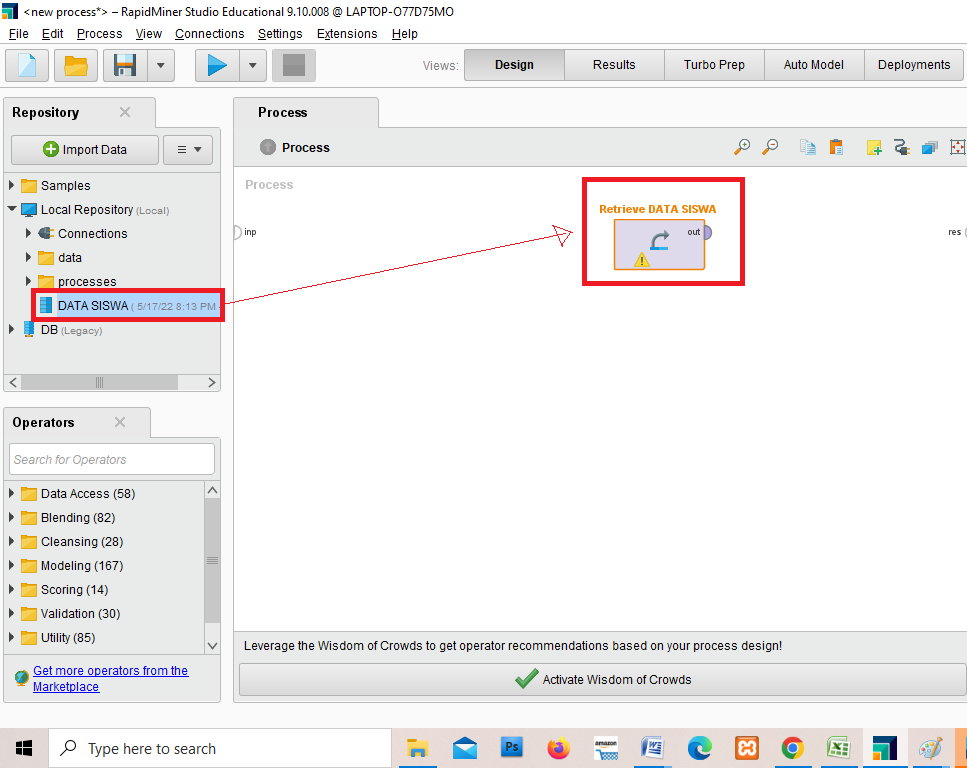 <new process*> – RapidMiner Studio Educational 9.10.008 @ LAPTOP-O77D75MO
File Edit Process View Connections Settings Extensions Help
Views: Design Results Turbo Prep Auto Model Deployments
Repository
Import Data
Samples
Local Repository (Local)
Connections
data
processes
DATA SISWA ( 5/17/22 8:13 PM
DB (Legacy)
Operators
Search for Operators
Data Access (58)
Blending (82)
Cleansing (28)
Modeling (167)
Scoring (14)
Validation (30)
Utility (85)
Get more operators from the
Marketplace
Process
Process
Process
Retrieve DATA SISWA
inp
out
res
Leverage the Wisdom of Crowds to get operator recommendations based on your process design!
Activate Wisdom of Crowds
Type here to search
Ps
amazon